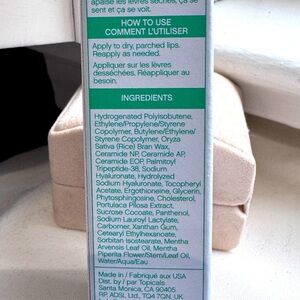 apaise les lèvres sèches, ça se
sent et ça se voit.
HOW TO USE
COMMENT L'UTILISER
Apply to dry, parched lips.
Reapply as needed.
Appliquer sur les lèvres
desséchées. Réappliquer au
besoin.
INGREDIENTS
Hydrogenated Polyisobutene,
Ethylene/Propylene/Styrene
Copolymer, Butylene/Ethylene/
Styrene Copolymer, Oryza
Sativa (Rice) Bran Wax,
Ceramide NP, Ceramide AP,
Ceramide EOP, Palmitoyl
Tripeptide-38, Sodium
Hyaluronate, Hydrolyzed
Sodium Hyaluronate, Tocopheryl
Acetate, Ergothioneine, Glycerin,
Phytosphingosine, Cholesterol,
Portulaca Pilosa Extract,
Sucrose Cocoate, Panthenol,
Sodium Lauroyl Lactylate,
Carbomer, Xanthan Gum,
Cetearyl Ethylhexanoate,
Sorbitan Isostearate, Mentha
Arvensis Leaf Oil, Mentha
Piperita Flower/Stem/Leaf Oil,
Water/Aqua/Eau
Made in / Fabriqué aux USA
Dist. by / par Topicals
Santa Monica, CA 90405
RP, ADSL Ltd., TQ4 7QN, UK